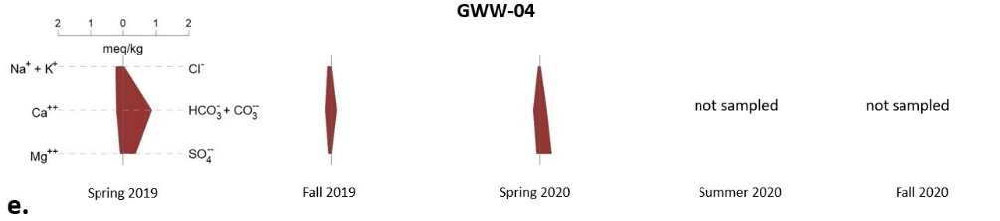 GWW-04
2 1 0 1 2
meq/kg
Na⁺ + K⁺ Cl⁻
Ca⁺⁺ HCO₃⁻ + CO₃⁻⁻
not sampled not sampled
Mg⁺⁺ SO₄⁻⁻
Spring 2019 Fall 2019 Spring 2020 Summer 2020 Fall 2020
e.